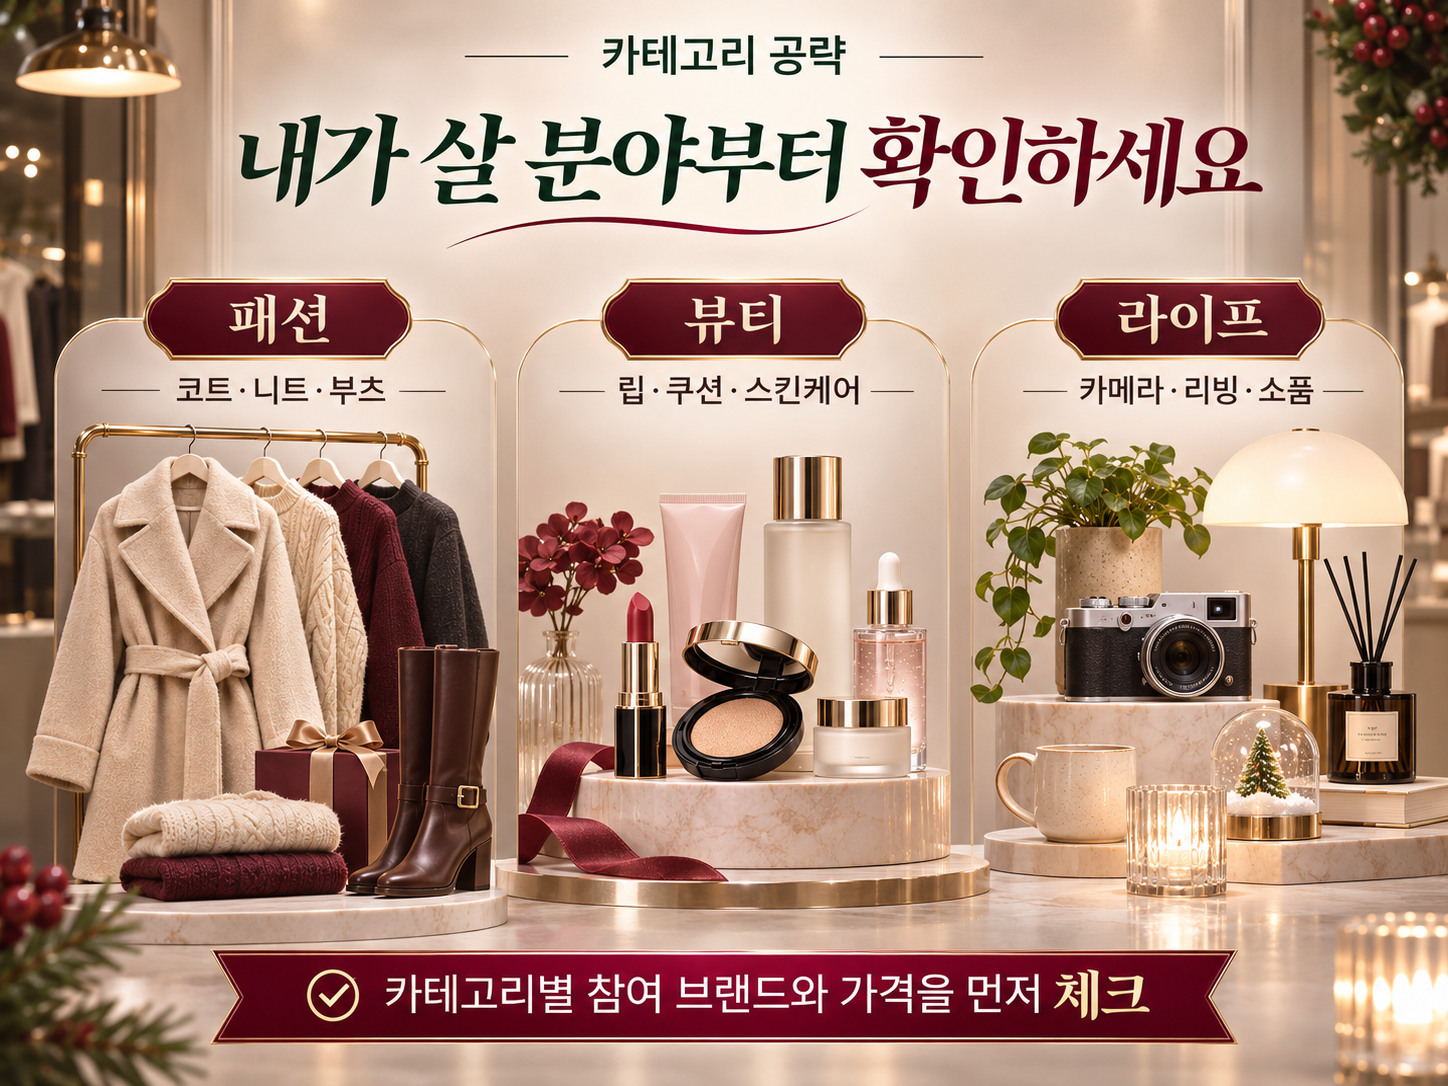 카테고리 공략
내가 살 분야부터 확인하세요
패션
코트·니트·부츠
뷰티
립·쿠션·스킨케어
라이프
카메라·리빙·소품
카테고리별 참여 브랜드와 가격을 먼저 체크